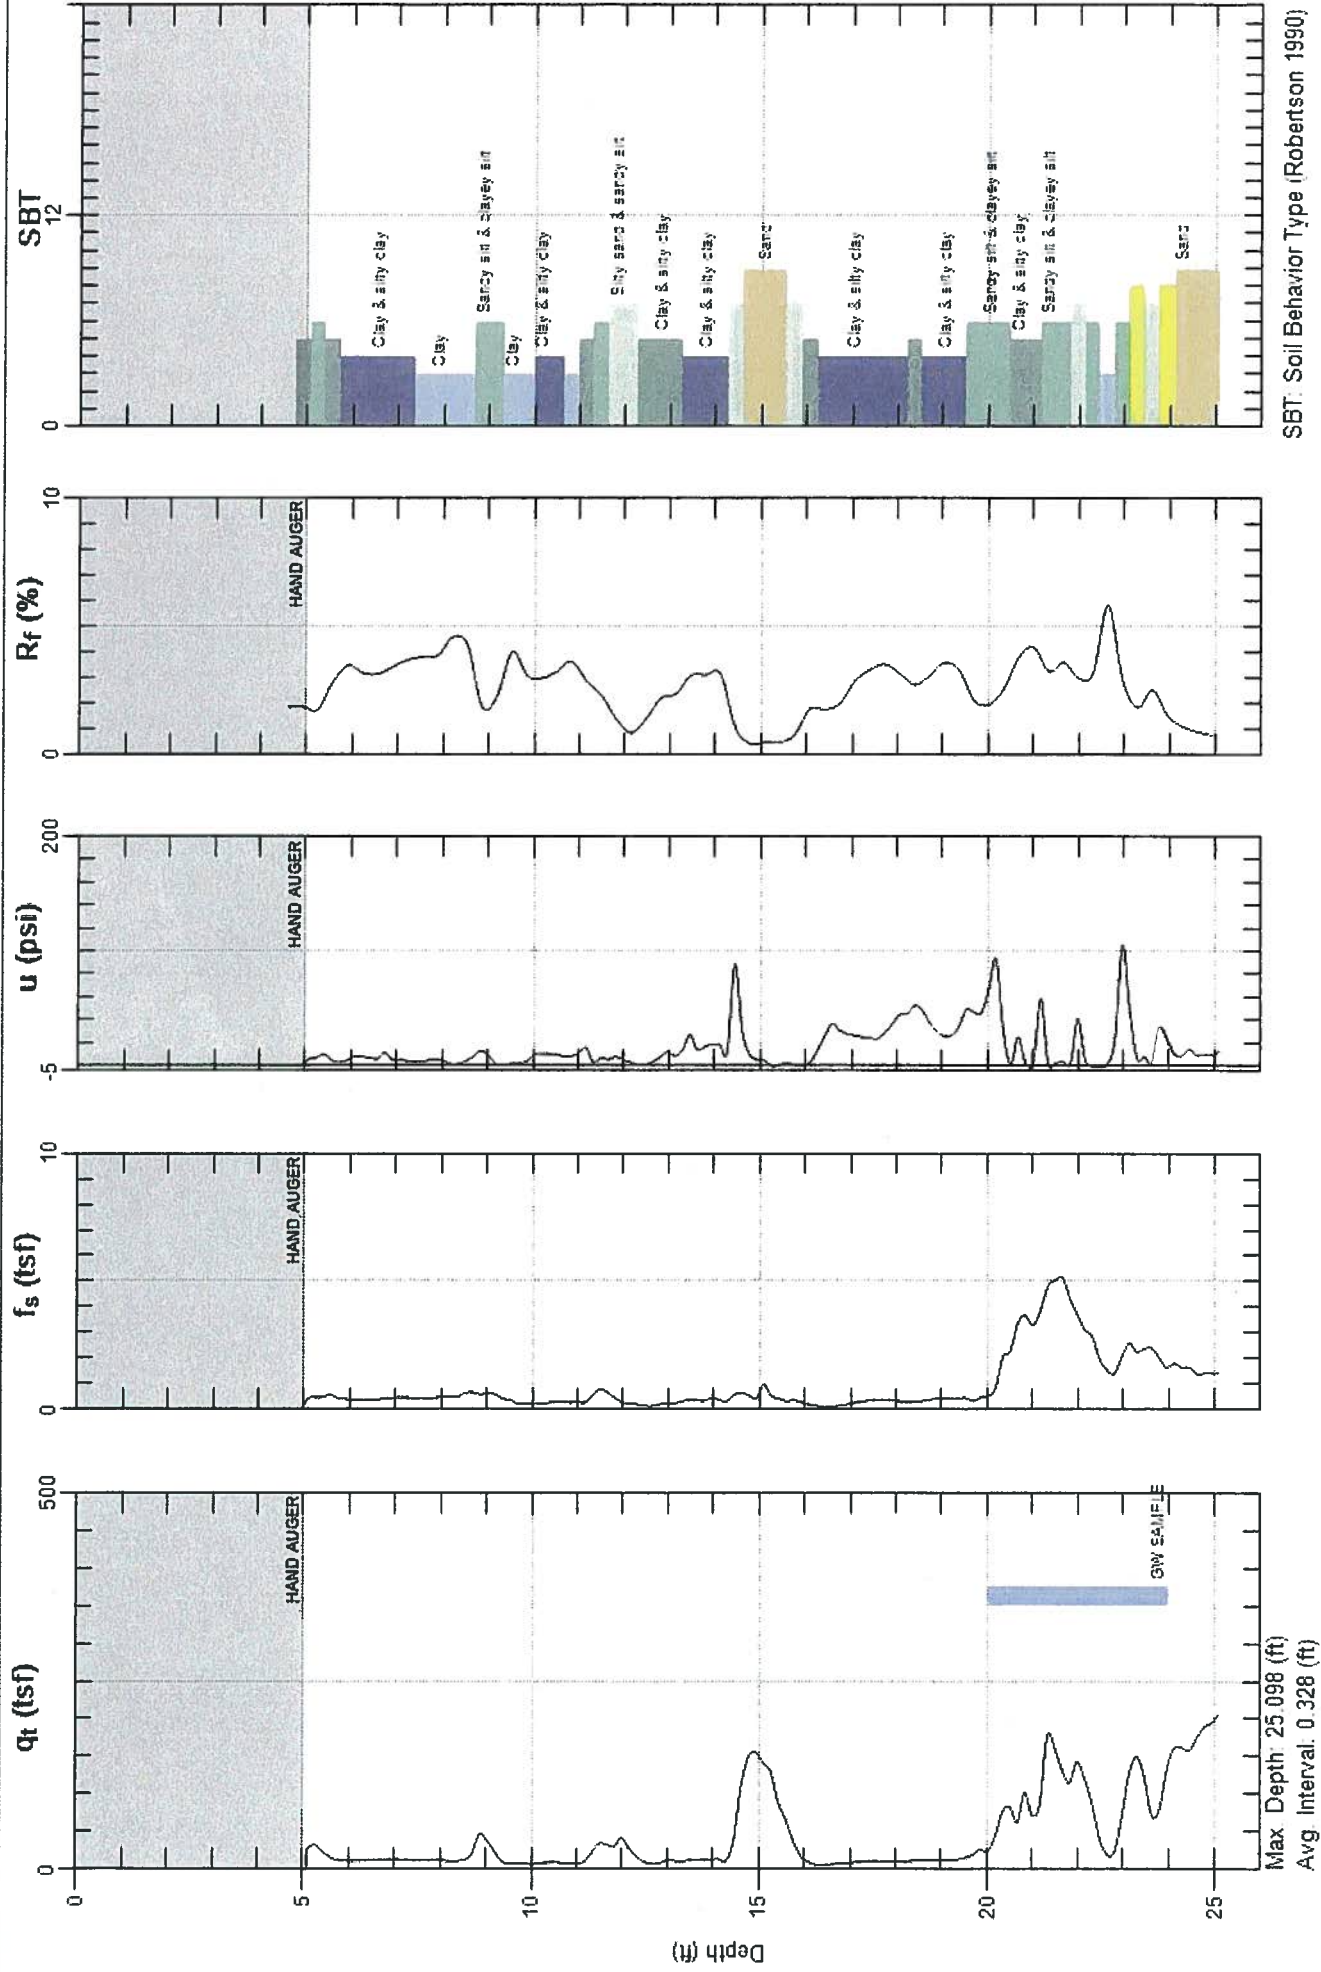 qt (tsf)
fs (tsf)
u (psi)
Rf (%)
SBT
0
500
0
10
-5
200
0
10
0
12
HAND AUGER
HAND AUGER
HAND AUGER
HAND AUGER
0
5
10
15
20
25
Depth (ft)
GW SAMPLE
Clay & silty clay
Clay
Sandy silt & clayey silt
Clay
Clay & silty clay
Silty sand & sandy silt
Clay & silty clay
Clay & silty clay
Sand
Clay & silty clay
Clay & silty clay
Sandy silt & clayey silt
Clay & silty clay
Sandy silt & clayey silt
Sand
Max. Depth: 25.098 (ft)
Avg. Interval: 0.328 (ft)
SBT: Soil Behavior Type (Robertson 1990)